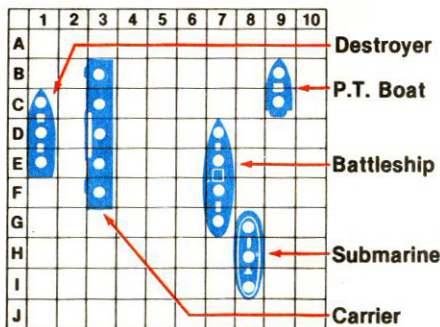 1 2 3 4 5 6 7 8 9 10
A
Destroyer
B
P.T. Boat
C
D
E
Battleship
F
G
H
Submarine
I
J
Carrier